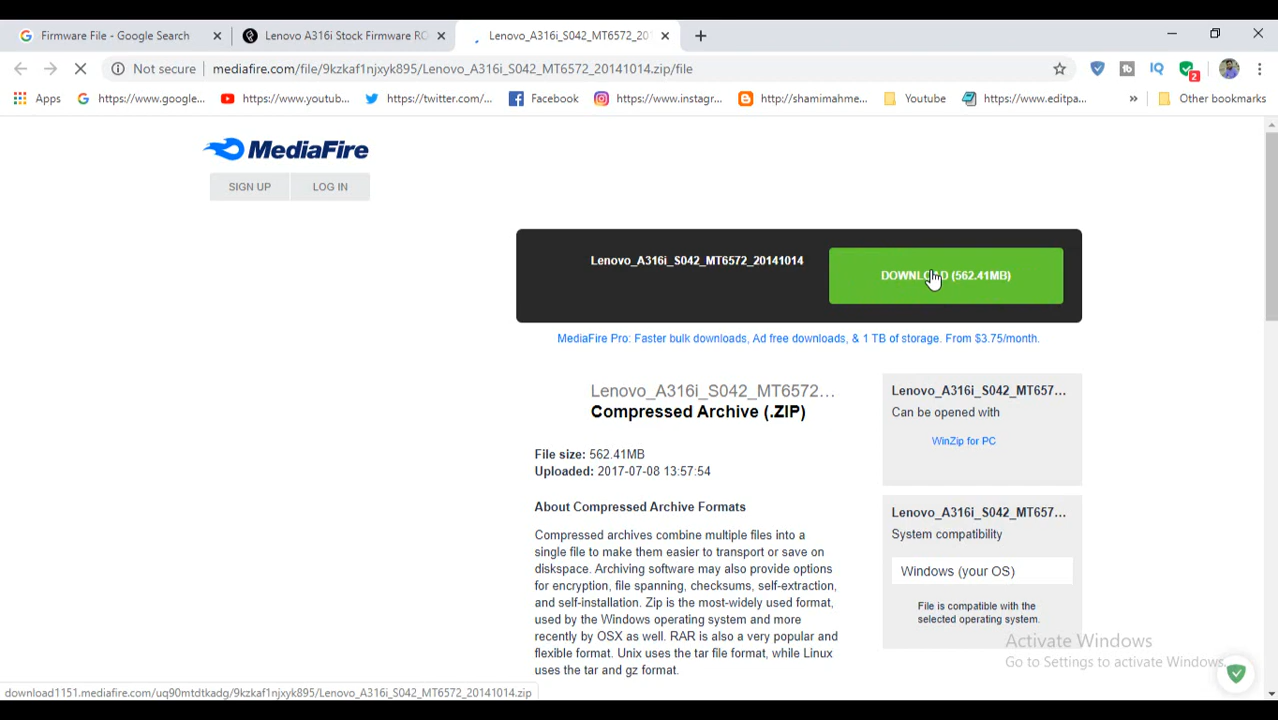 Firmware File - Google Search
Lenovo A316i Stock Firmware RO
Lenovo_A316i_S042_MT6572_20
Not secure
mediafire.com/file/9kzkaf1njxyk895/Lenovo_A316i_S042_MT6572_20141014.zip/file
tb
IQ
2
Apps
https://www.google...
https://www.youtub...
https://twitter.com/...
Facebook
https://www.instagr...
http://shamimahme...
Youtube
https://www.editpa...
Other bookmarks
MediaFire
SIGN UP
LOG IN
Lenovo_A316i_S042_MT6572_20141014
DOWNLOAD (562.41MB)
MediaFire Pro: Faster bulk downloads, Ad free downloads, & 1 TB of storage. From $3.75/month.
Lenovo_A316i_S042_MT6572...
Compressed Archive (.ZIP)
File size: 562.41MB
Uploaded: 2017-07-08 13:57:54
About Compressed Archive Formats
Compressed archives combine multiple files into a
single file to make them easier to transport or save on
diskspace. Archiving software may also provide options
for encryption, file spanning, checksums, self-extraction,
and self-installation. Zip is the most-widely used format,
used by the Windows operating system and more
recently by OSX as well. RAR is also a very popular and
flexible format. Unix uses the tar file format, while Linux
uses the tar and gz format.
Lenovo_A316i_S042_MT657...
Can be opened with
WinZip for PC
Lenovo_A316i_S042_MT657...
System compatibility
Windows (your OS)
File is compatible with the
selected operating system.
Activate Windows
Go to Settings to activate Windows.
download1151.mediafire.com/uq90mtdtkadg/9kzkaf1njxyk895/Lenovo_A316i_S042_MT6572_20141014.zip